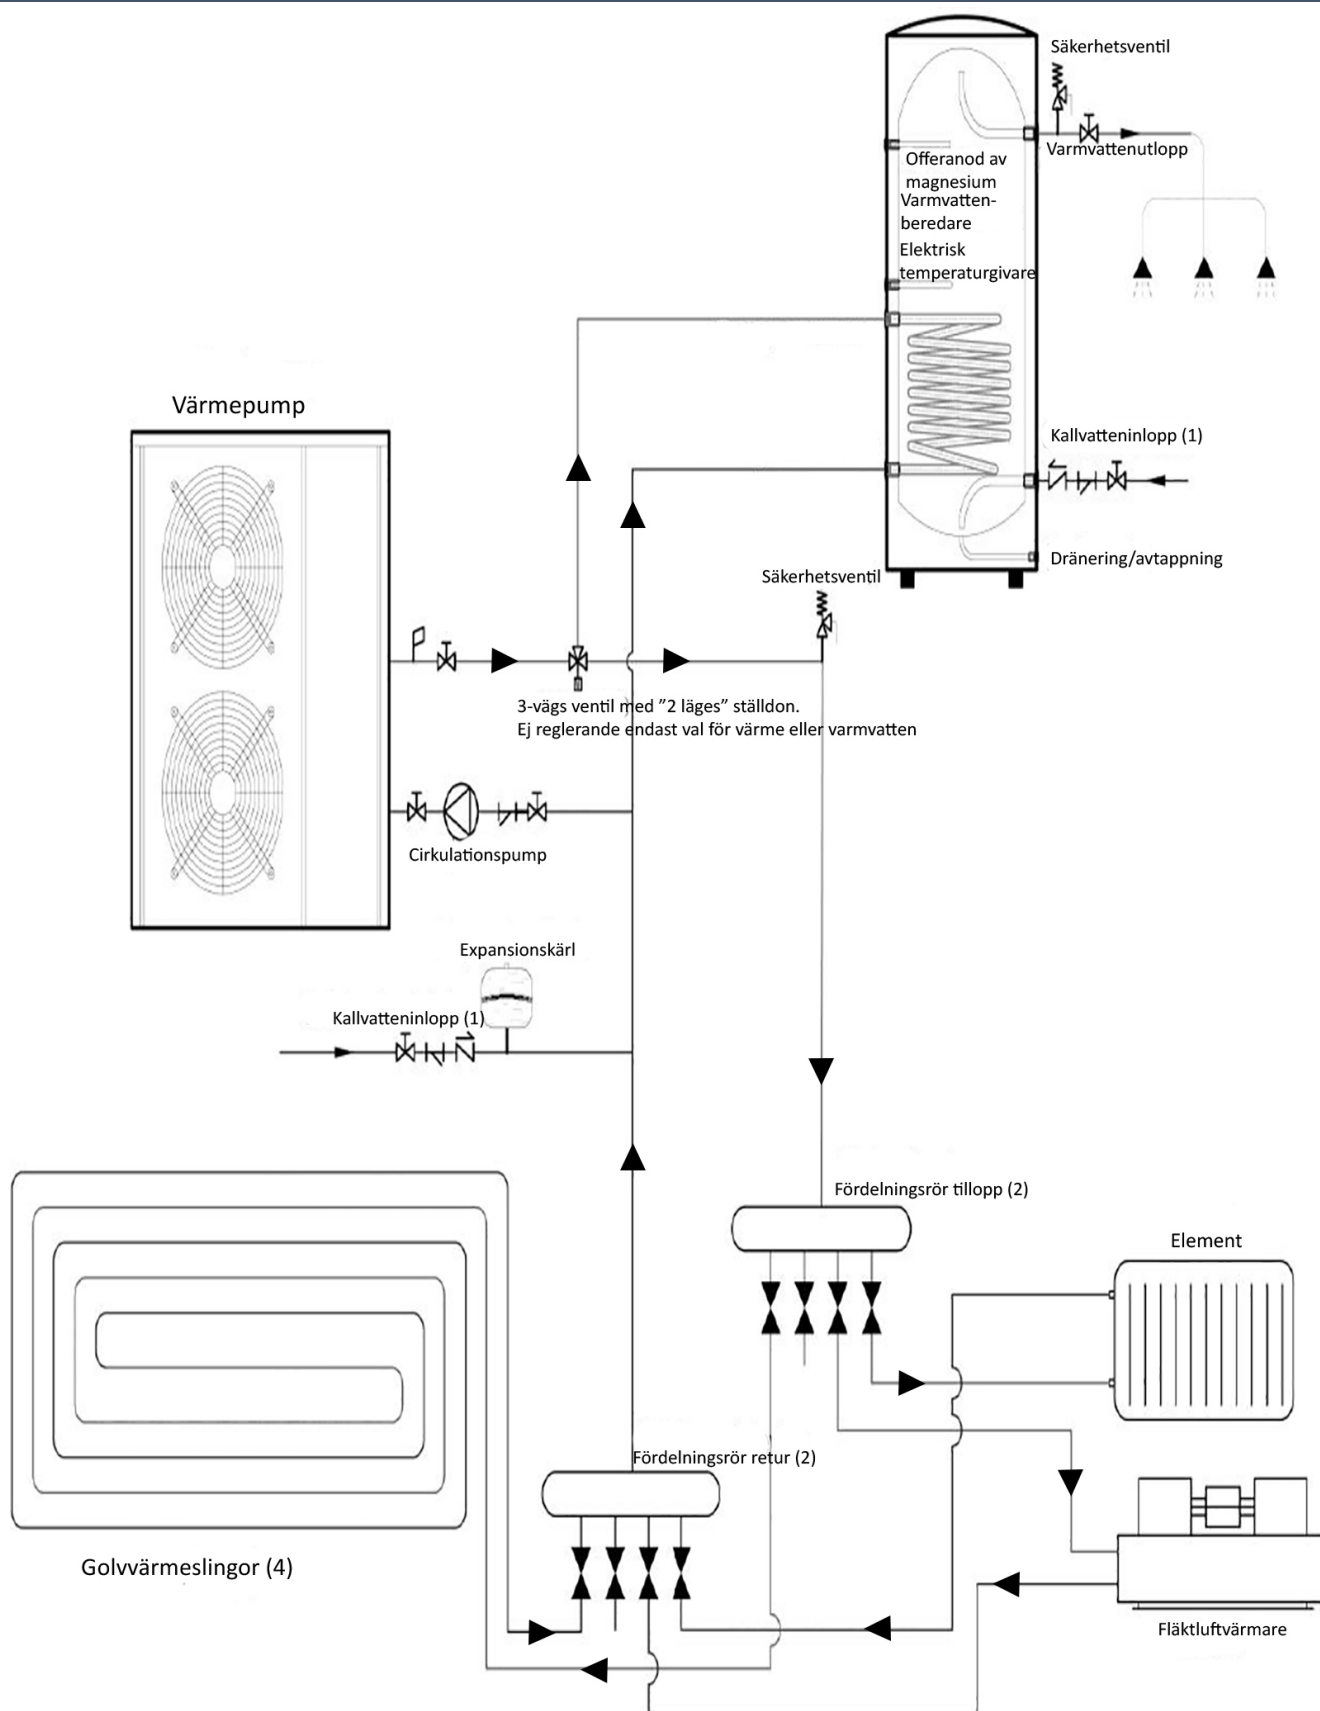 Säkerhetsventil
Varmvattenutlopp
Offeranod av
magnesium
Varmvatten-
beredare
Elektrisk
temperaturgivare
Värmepump
Kallvatteninlopp (1)
Dränering/avtappning
Säkerhetsventil
3-vägs ventil med ”2 läges” ställdon.
Ej reglerande endast val för värme eller varmvatten
Cirkulationspump
Expansionskärl
Kallvatteninlopp (1)
Fördelningsrör tillopp (2)
Element
Fördelningsrör retur (2)
Golvvärmeslingor (4)
Fläktluftvärmare